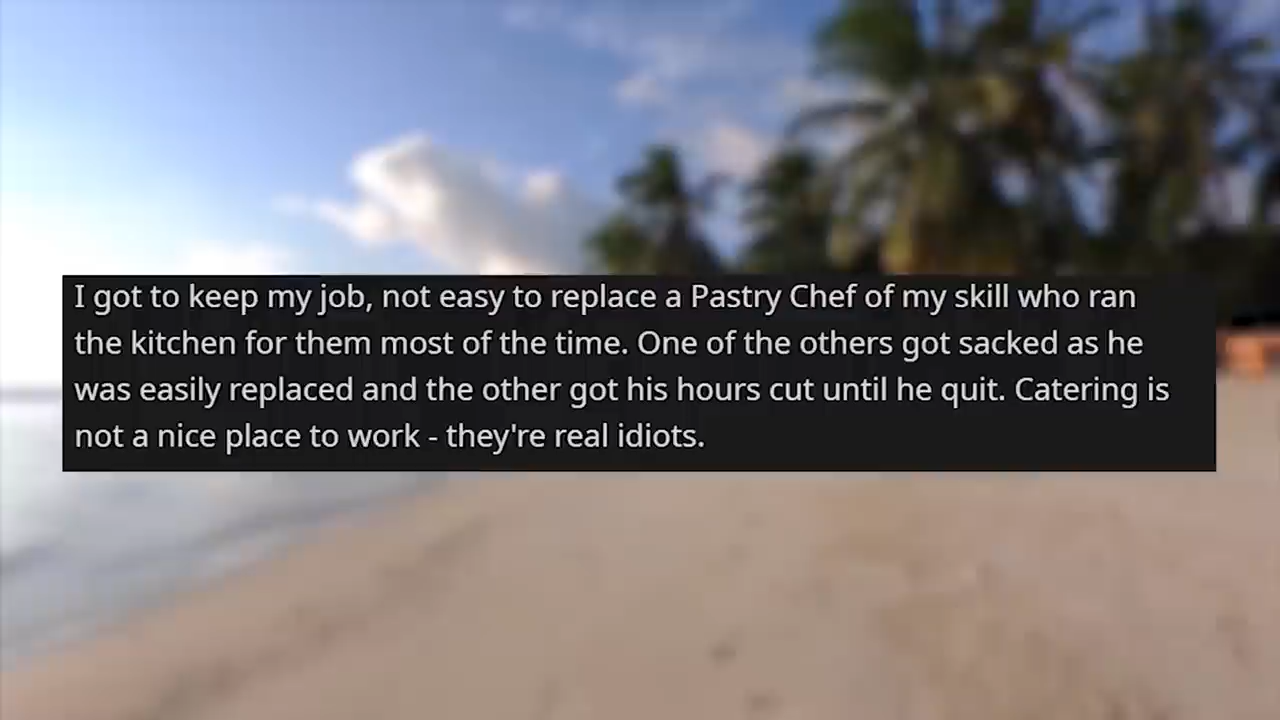 I got to keep my job, not easy to replace a Pastry Chef of my skill who ran
the kitchen for them most of the time. One of the others got sacked as he
was easily replaced and the other got his hours cut until he quit. Catering is
not a nice place to work - they're real idiots.